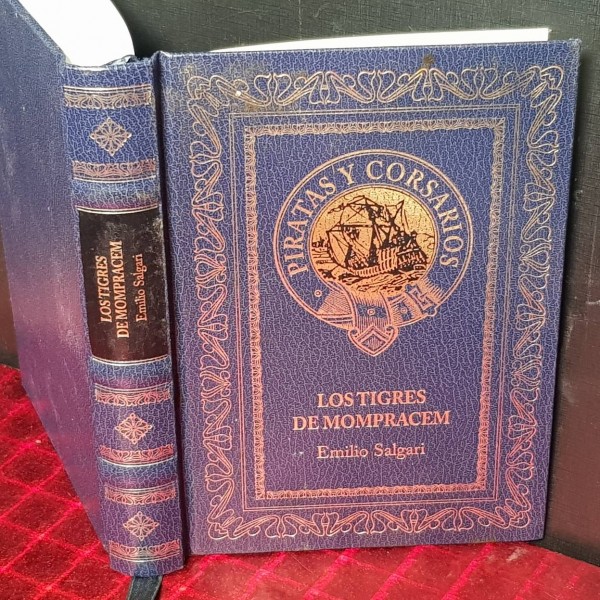 LOS TIGRES
DE MOMPRACEM
Emilio Salgari
PIRATAS Y CORSARIOS
LOS TIGRES
DE MOMPRACEM
Emilio Salgari